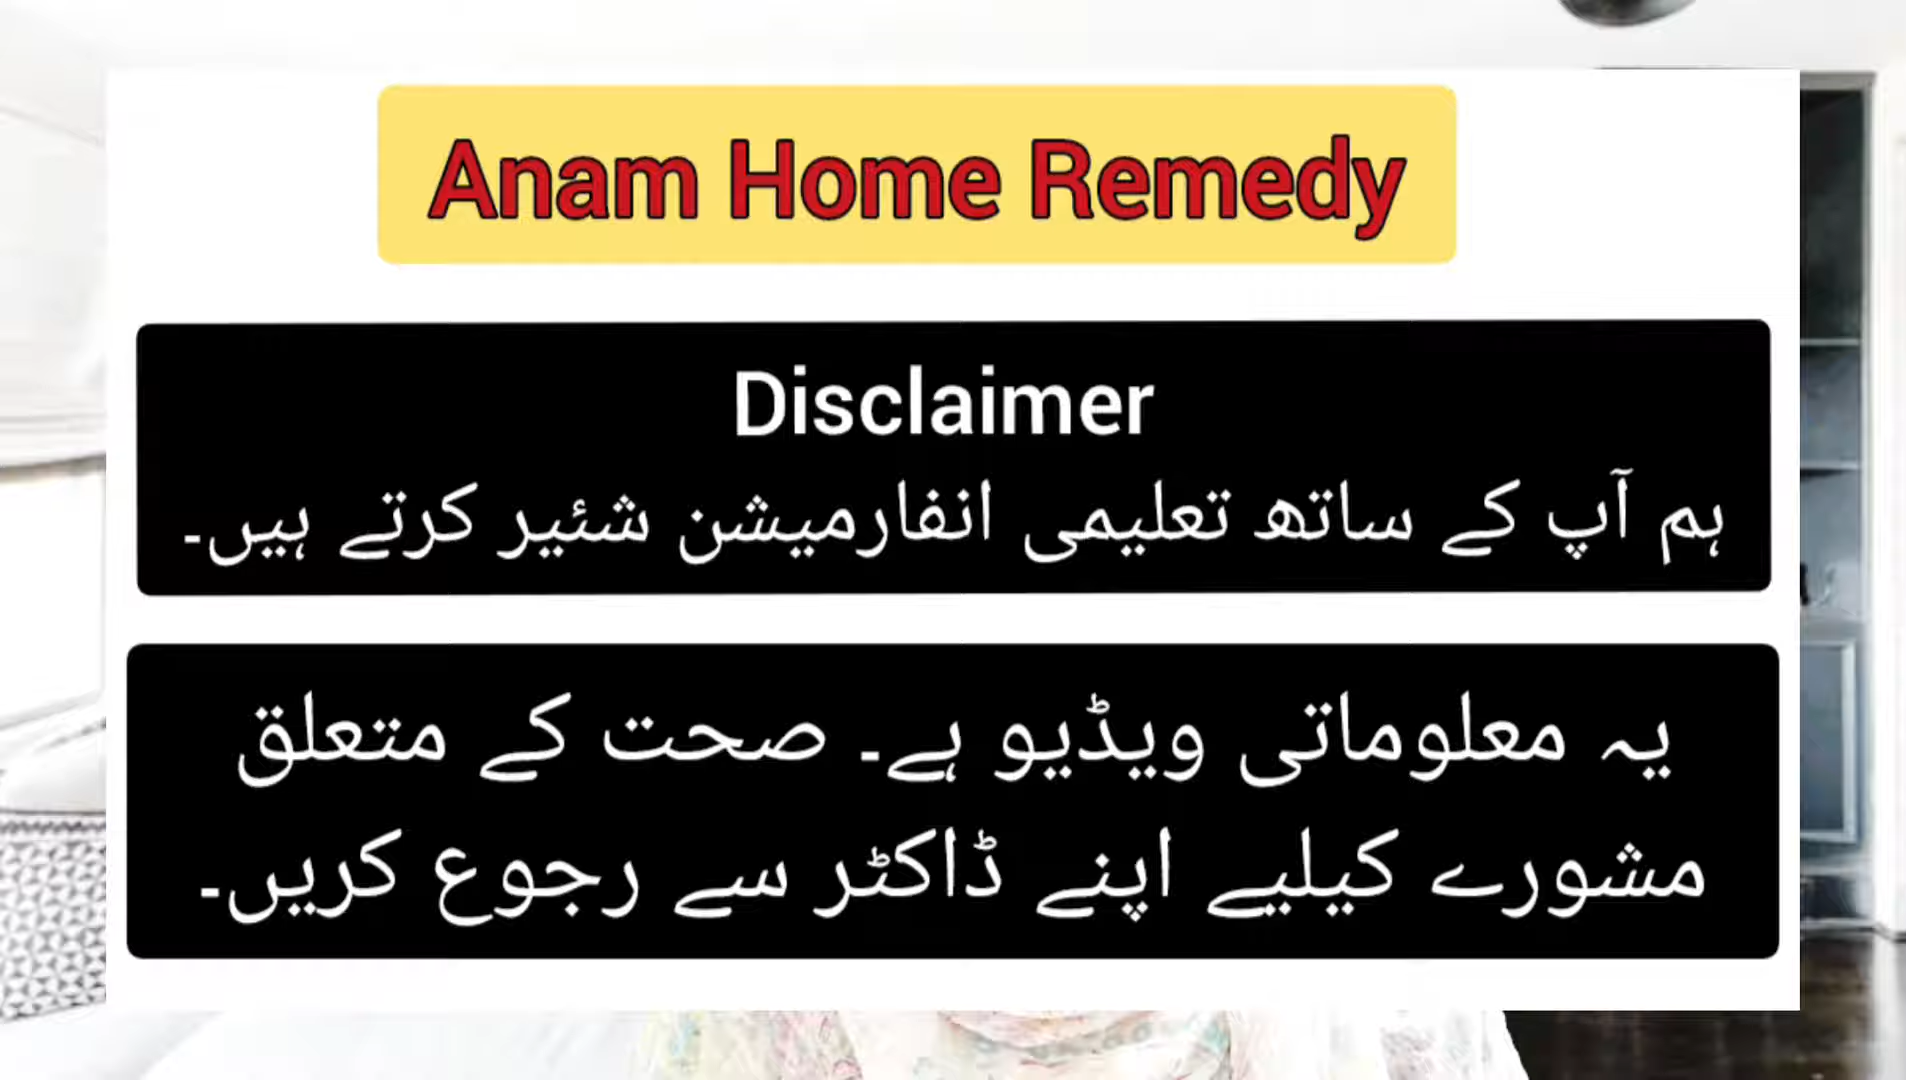 Anam Home Remedy
Disclaimer
ہم آپ کے ساتھ تعلیمی انفارمیشن شئیر کرتے ہیں۔
یہ معلوماتی ویڈیو ہے۔ صحت کے متعلق
مشورے کیلیے اپنے ڈاکٹر سے رجوع کریں۔